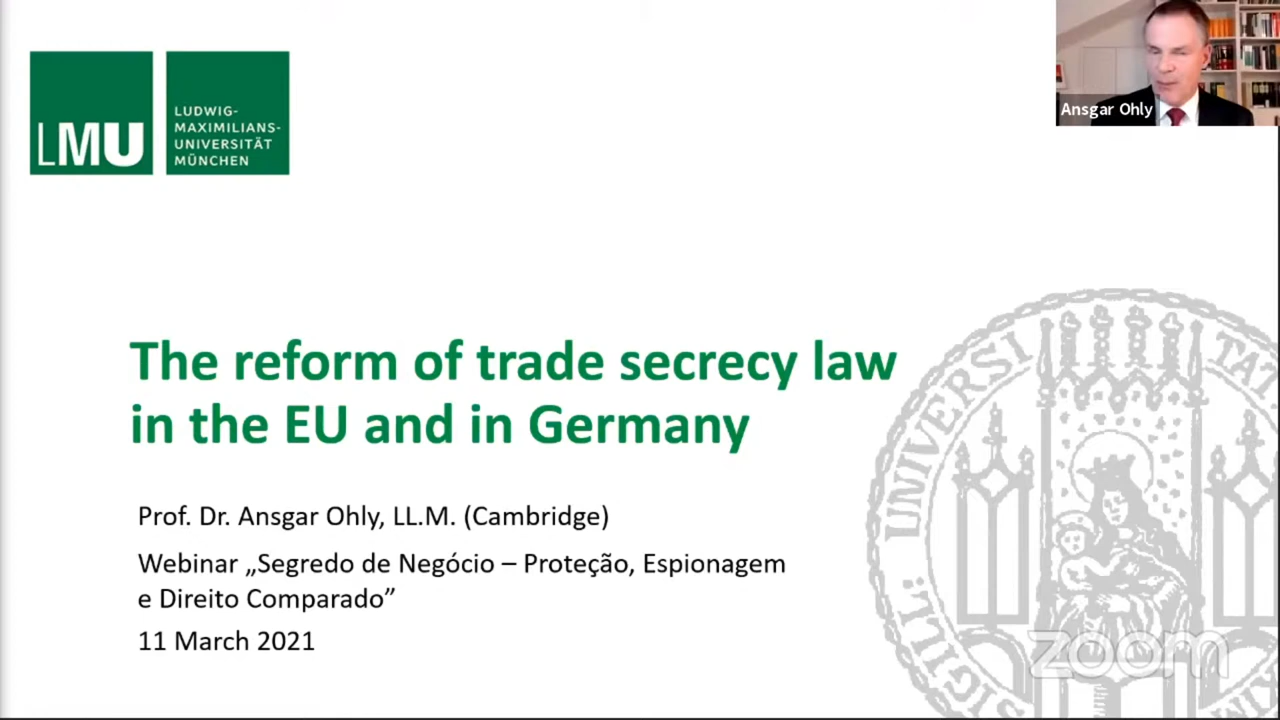 LMU
LUDWIG-
MAXIMILIANS-
UNIVERSITÄT
MÜNCHEN
Ansgar Ohly
The reform of trade secrecy law
in the EU and in Germany
Prof. Dr. Ansgar Ohly, LL.M. (Cambridge)
Webinar „Segredo de Negócio – Proteção, Espionagem
e Direito Comparado”
11 March 2021
zoom